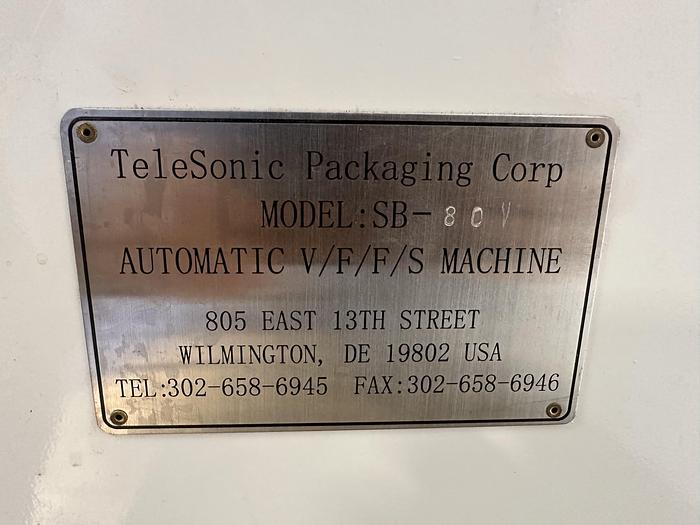 TeleSonic Packaging Corp
MODEL:SB-80V
AUTOMATIC V/F/F/S MACHINE
805 EAST 13TH STREET
WILMINGTON, DE 19802 USA
TEL:302-658-6945 FAX:302-658-6946